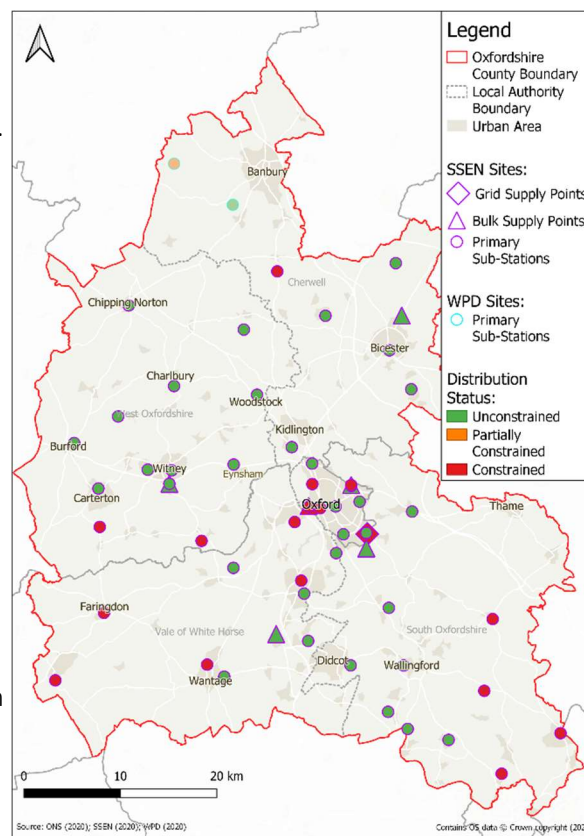 Legend
Oxfordshire
County Boundary
Local Authority
Boundary
Urban Area
SSEN Sites:
Grid Supply Points
Bulk Supply Points
Primary
Sub-Stations
WPD Sites:
Primary
Sub-Stations
Distribution
Status:
Unconstrained
Partially
Constrained
Constrained
Banbury
Cherwell
Chipping Norton
Bicester
Charlbury
Woodstock
West Oxfordshire
Kidlington
Burford
Witney
Eynsham
Carterton
Oxford
Thame
Faringdon
Vale of White Horse
South Oxfordshire
Didcot
Wallingford
Wantage
0 10 20 km
Source: ONS (2020); SSEN (2020); WPD (2020)
Contains OS data © Crown copyright (202